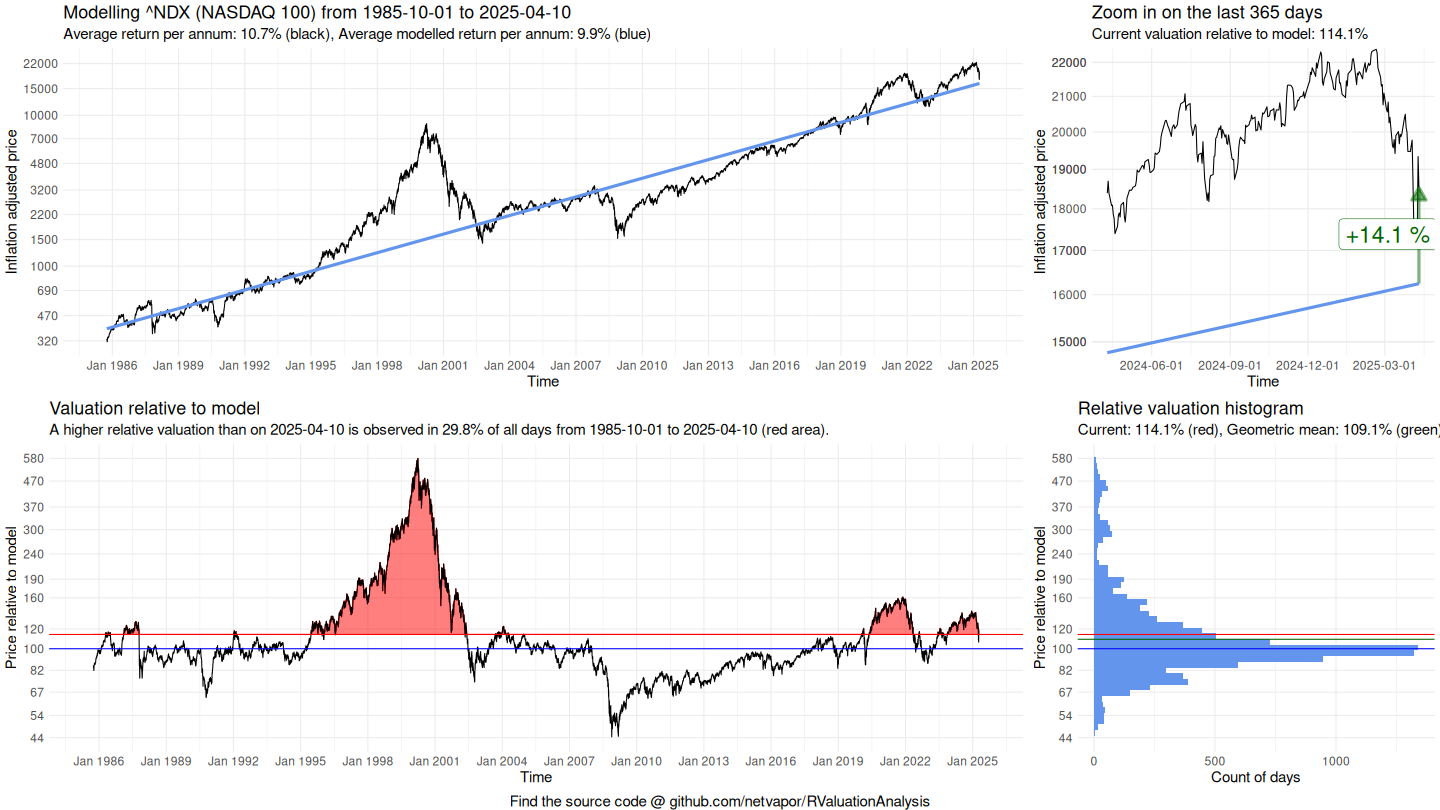 Modelling ^NDX (NASDAQ 100) from 1985-10-01 to 2025-04-10
Average return per annum: 10.7% (black), Average modelled return per annum: 9.9% (blue)
Inflation adjusted price
22000
15000
10000
7000
4800
3200
2200
1500
1000
690
470
320
Jan 1986 Jan 1989 Jan 1992 Jan 1995 Jan 1998 Jan 2001 Jan 2004 Jan 2007 Jan 2010 Jan 2013 Jan 2016 Jan 2019 Jan 2022 Jan 2025
Time
Zoom in on the last 365 days
Current valuation relative to model: 114.1%
Inflation adjusted price
22000
21000
20000
19000
18000
17000
16000
15000
+14.1 %
2024-06-01 2024-09-01 2024-12-01 2025-03-01
Time
Valuation relative to model
A higher relative valuation than on 2025-04-10 is observed in 29.8% of all days from 1985-10-01 to 2025-04-10 (red area).
Price relative to model
580
470
370
300
240
190
160
120
100
82
67
54
44
Jan 1986 Jan 1989 Jan 1992 Jan 1995 Jan 1998 Jan 2001 Jan 2004 Jan 2007 Jan 2010 Jan 2013 Jan 2016 Jan 2019 Jan 2022 Jan 2025
Time
Relative valuation histogram
Current: 114.1% (red), Geometric mean: 109.1% (green)
Price relative to model
580
470
370
300
240
190
160
120
100
82
67
54
44
0 500 1000
Count of days
Find the source code @ github.com/netvapor/RValuationAnalysis